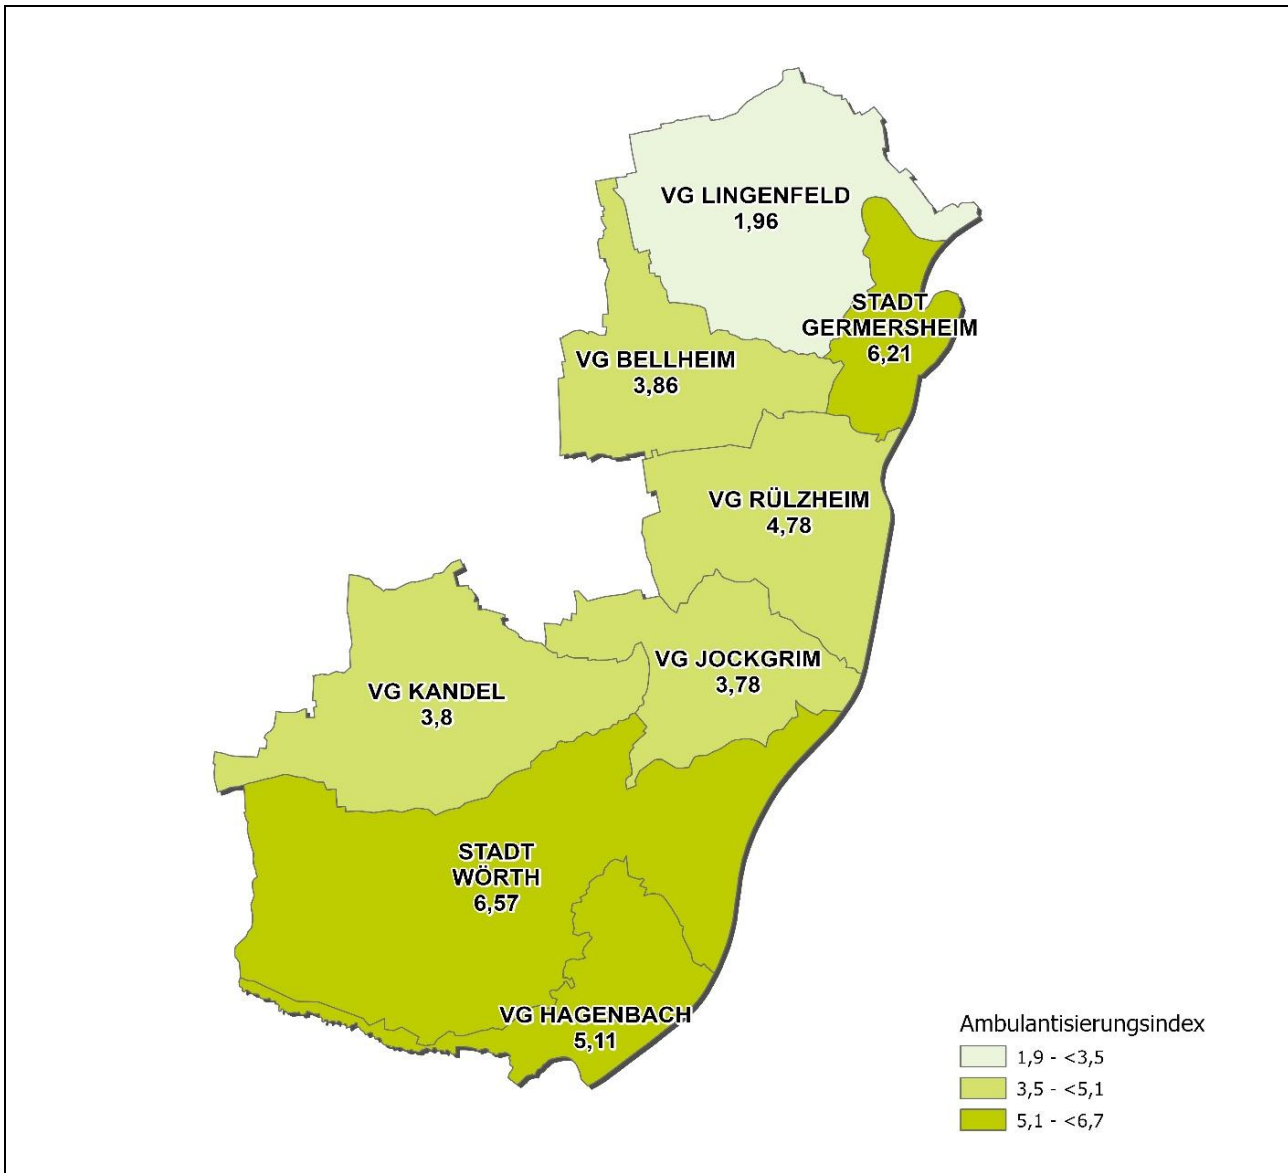 VG LINGENFELD
1,96
STADT
GERMERSHEIM
6,21
VG BELLHEIM
3,86
VG RÜLZHEIM
4,78
VG JOCKGRIM
3,78
VG KANDEL
3,8
STADT
WÖRTH
6,57
VG HAGENBACH
5,11
Ambulantisierungsindex
1,9 - <3,5
3,5 - <5,1
5,1 - <6,7